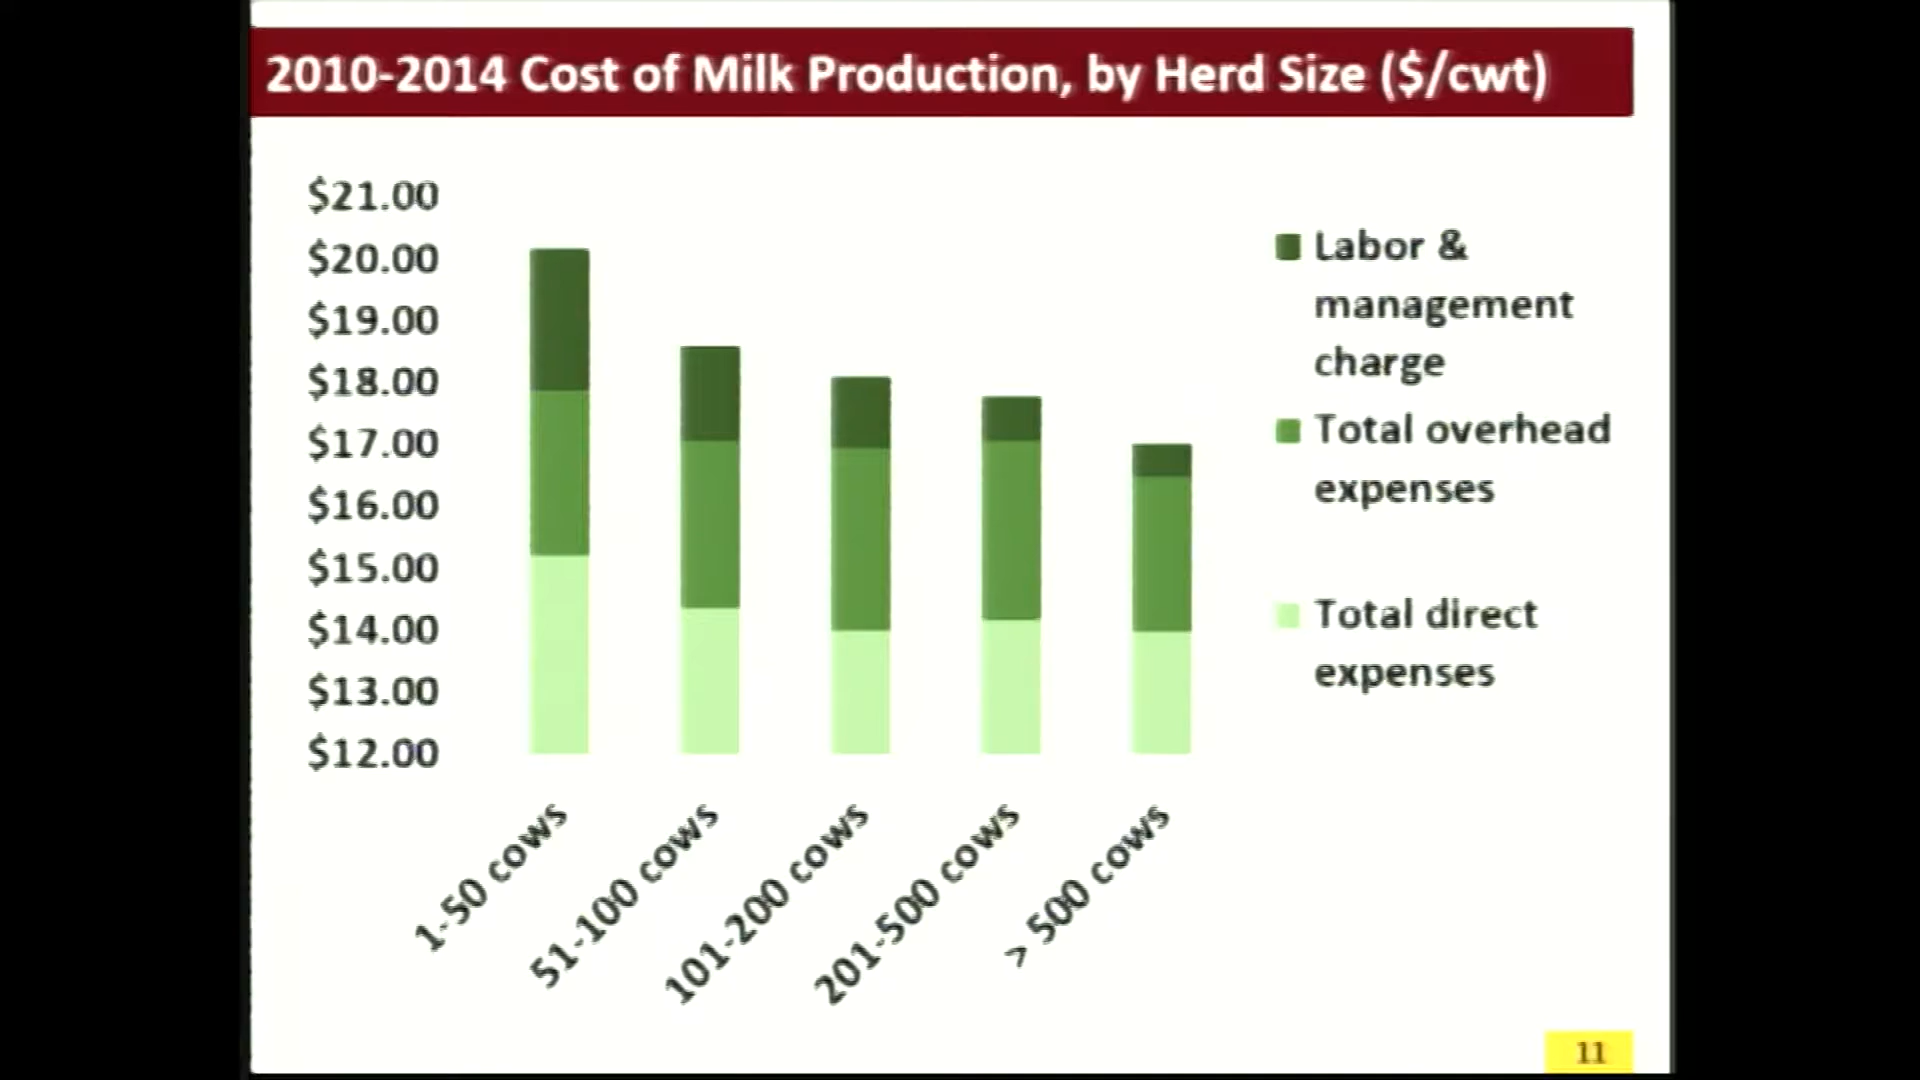 2010-2014 Cost of Milk Production, by Herd Size ($/cwt)
$21.00
$20.00
$19.00
$18.00
$17.00
$16.00
$15.00
$14.00
$13.00
$12.00
1-50 cows
51-100 cows
101-200 cows
201-500 cows
> 500 cows
Labor &
management
charge
Total overhead
expenses
Total direct
expenses
11